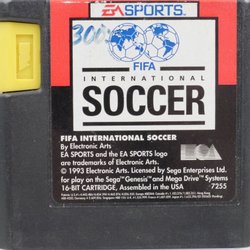 EA SPORTS™
300
FIFA
INTERNATIONAL
SOCCER
FIFA INTERNATIONAL SOCCER
By Electronic Arts
EA SPORTS and the EA SPORTS logo
are trademarks of Electronic Arts.
© 1993 Electronic Arts. Licensed by Sega Enterprises Ltd.
for play on the Sega™ Genesis™ and Mega Drive™ Systems
16-BIT CARTRIDGE, Assembled in the USA 7255